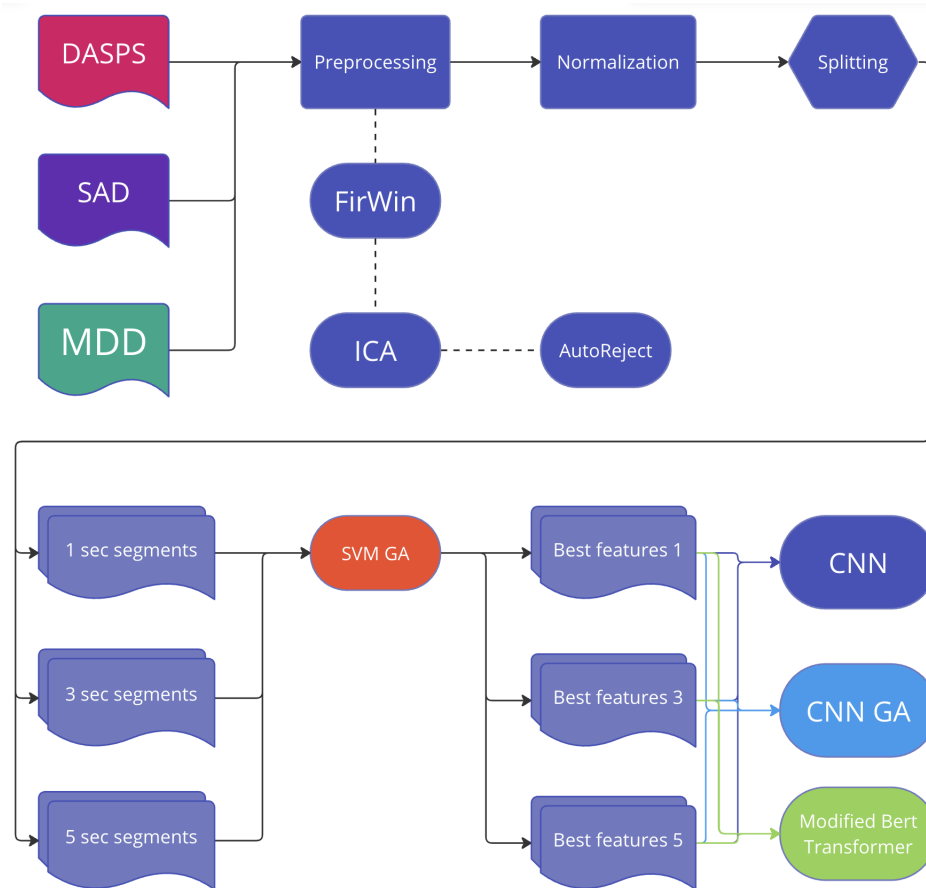 DASPS
Preprocessing
Normalization
Splitting
SAD
FirWin
MDD
ICA
AutoReject
1 sec segments
SVM GA
Best features 1
CNN
3 sec segments
Best features 3
CNN GA
5 sec segments
Best features 5
Modified Bert
Transformer